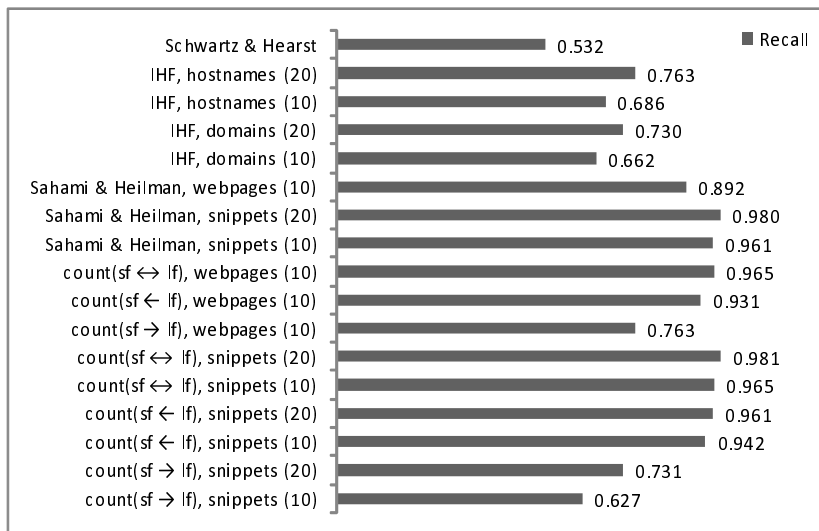 Schwartz & Hearst 0.532
Recall
IHF, hostnames (20) 0.763
IHF, hostnames (10) 0.686
IHF, domains (20) 0.730
IHF, domains (10) 0.662
Sahami & Heilman, webpages (10) 0.892
Sahami & Heilman, snippets (20) 0.980
Sahami & Heilman, snippets (10) 0.961
count(sf ↔ lf), webpages (10) 0.965
count(sf ← lf), webpages (10) 0.931
count(sf → lf), webpages (10) 0.763
count(sf ↔ lf), snippets (20) 0.981
count(sf ↔ lf), snippets (10) 0.965
count(sf ← lf), snippets (20) 0.961
count(sf ← lf), snippets (10) 0.942
count(sf → lf), snippets (20) 0.731
count(sf → lf), snippets (10) 0.627